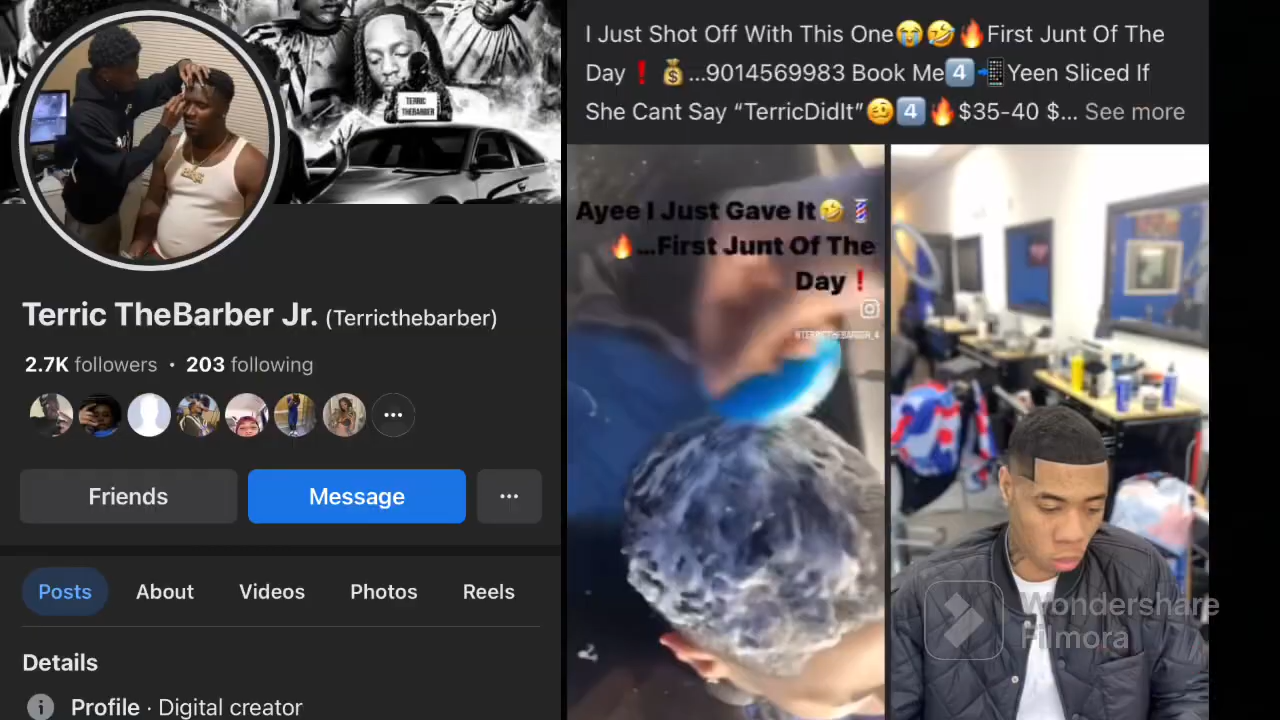 TERRIC
THEBARBER
Terric TheBarber Jr. (Terricthebarber)
2.7K followers · 203 following
Friends
Message
Posts
About
Videos
Photos
Reels
Details
Profile · Digital creator
I Just Shot Off With This One😭🤣🔥First Junt Of The
Day❗💰...9014569983 Book Me4️⃣📲Yeen Sliced If
She Cant Say “TerricDidIt”🥴4️⃣🔥$35-40 $... See more
Ayee I Just Gave It🤣💈
🔥...First Junt Of The
Day❗
@TERRICTHEBARBER_4
Wondershare
Filmora